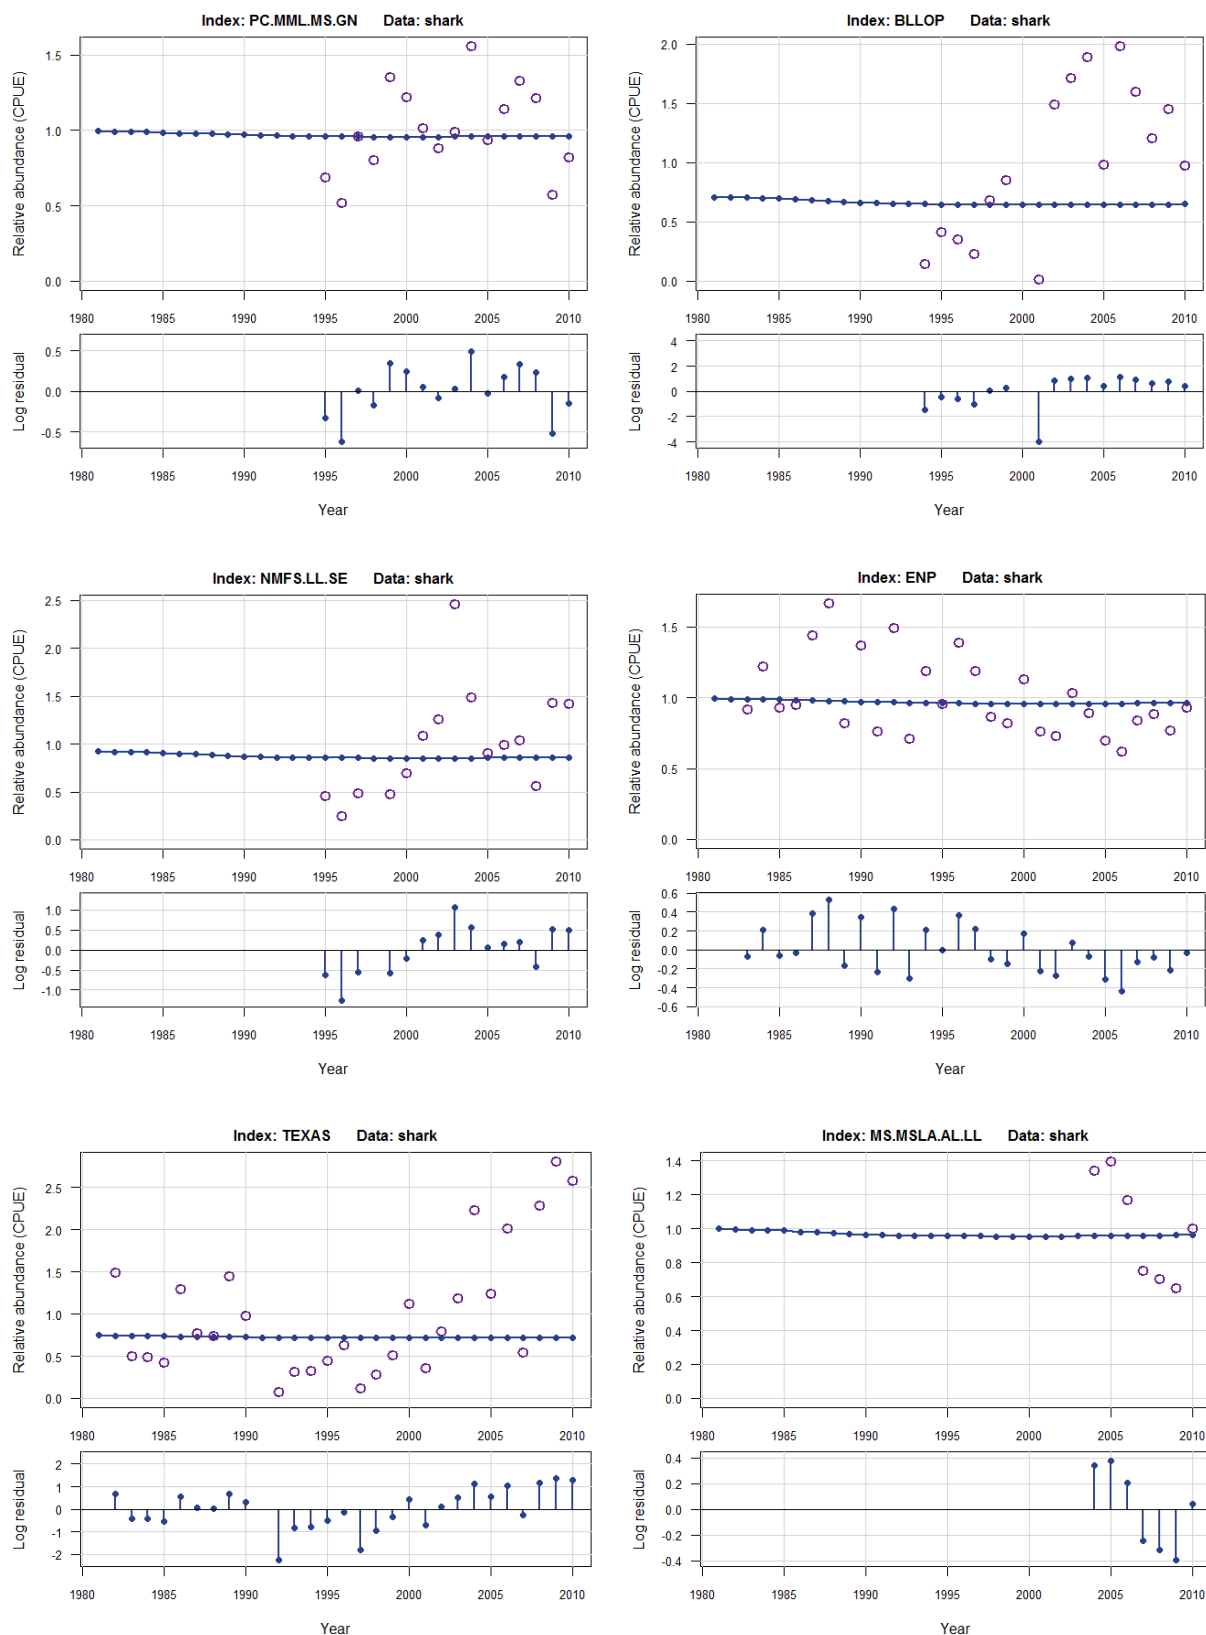 Index: PC.MML.MS.GN Data: shark
Relative abundance (CPUE)
1.5
1.0
0.5
0.0
1980 1985 1990 1995 2000 2005 2010
Log residual
0.5
0.0
-0.5
1980 1985 1990 1995 2000 2005 2010
Year
Index: BLLOP Data: shark
Relative abundance (CPUE)
2.0
1.5
1.0
0.5
0.0
1980 1985 1990 1995 2000 2005 2010
Log residual
4
2
0
-2
-4
1980 1985 1990 1995 2000 2005 2010
Year
Index: NMFS.LL.SE Data: shark
Relative abundance (CPUE)
2.5
2.0
1.5
1.0
0.5
0.0
1980 1985 1990 1995 2000 2005 2010
Log residual
1.0
0.5
0.0
-0.5
-1.0
1980 1985 1990 1995 2000 2005 2010
Year
Index: ENP Data: shark
Relative abundance (CPUE)
1.5
1.0
0.5
0.0
1980 1985 1990 1995 2000 2005 2010
Log residual
0.6
0.4
0.2
0.0
-0.2
-0.4
-0.6
1980 1985 1990 1995 2000 2005 2010
Year
Index: TEXAS Data: shark
Relative abundance (CPUE)
2.5
2.0
1.5
1.0
0.5
0.0
1980 1985 1990 1995 2000 2005 2010
Log residual
2
1
0
-1
-2
1980 1985 1990 1995 2000 2005 2010
Year
Index: MS.MSLA.AL.LL Data: shark
Relative abundance (CPUE)
1.4
1.2
1.0
0.8
0.6
0.4
0.2
0.0
1980 1985 1990 1995 2000 2005 2010
Log residual
0.4
0.2
0.0
-0.2
-0.4
1980 1985 1990 1995 2000 2005 2010
Year